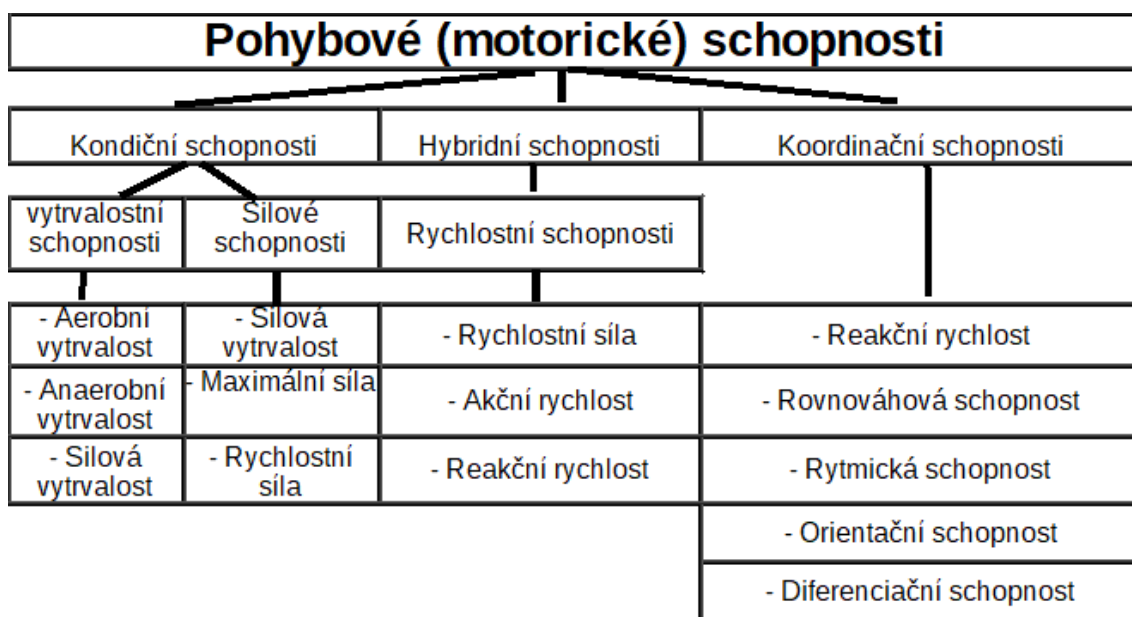 Pohybové (motorické) schopnosti
Kondiční schopnosti
Hybridní schopnosti
Koordinační schopnosti
vytrvalostní
schopnosti
Silové
schopnosti
Rychlostní schopnosti
- Aerobní
vytrvalost
- Silová
vytrvalost
- Rychlostní síla
- Reakční rychlost
- Anaerobní
vytrvalost
- Maximální síla
- Akční rychlost
- Rovnováhová schopnost
- Silová
vytrvalost
- Rychlostní
síla
- Reakční rychlost
- Rytmická schopnost
- Orientační schopnost
- Diferenciační schopnost